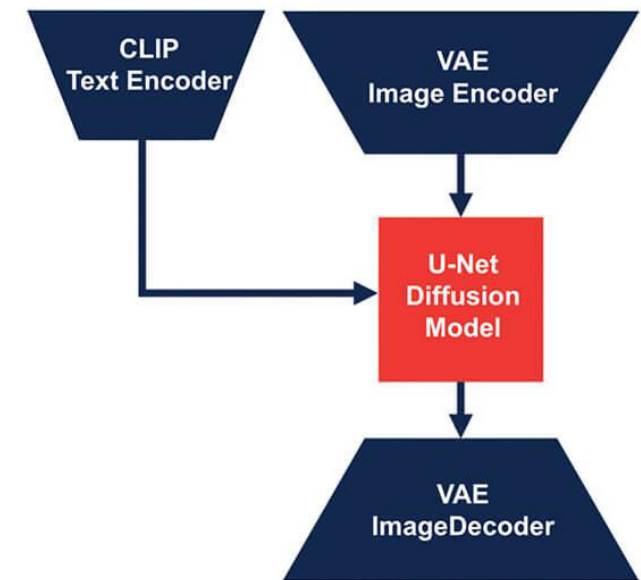 CLIP
Text Encoder
VAE
Image Encoder
U-Net
Diffusion
Model
VAE
ImageDecoder